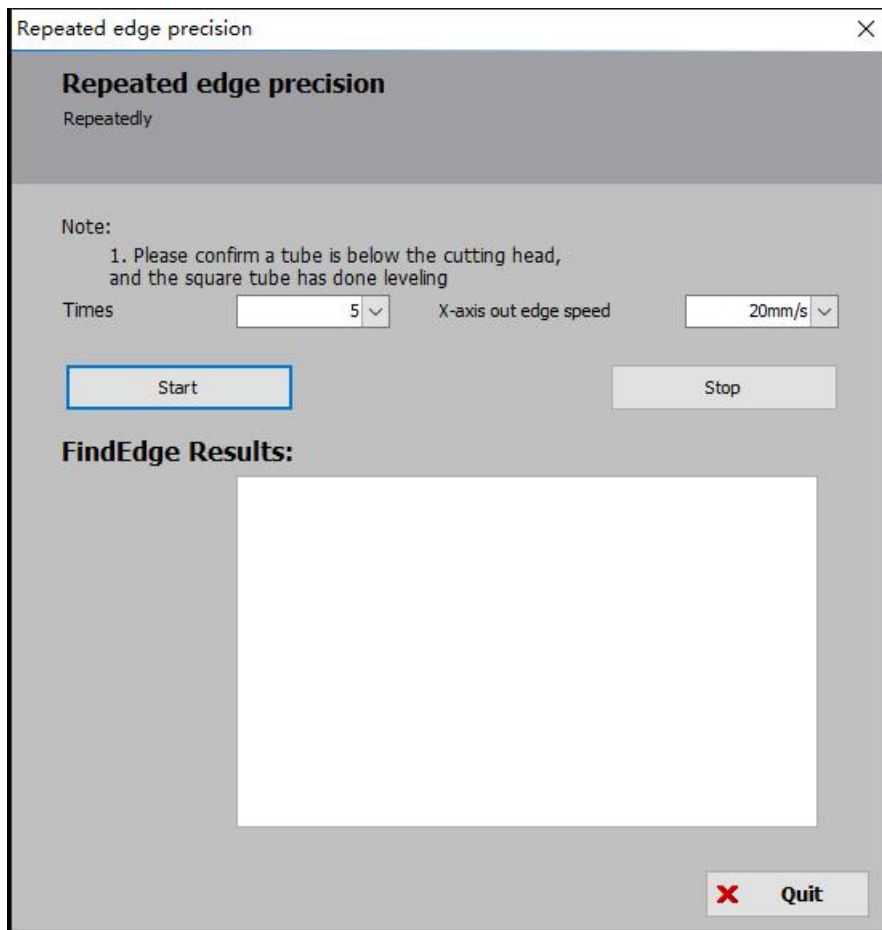 Repeated edge precision
Repeated edge precision
Repeatedly
Note:
1. Please confirm a tube is below the cutting head,
and the square tube has done leveling
Times 5 X-axis out edge speed 20mm/s
Start Stop
FindEdge Results:
Quit